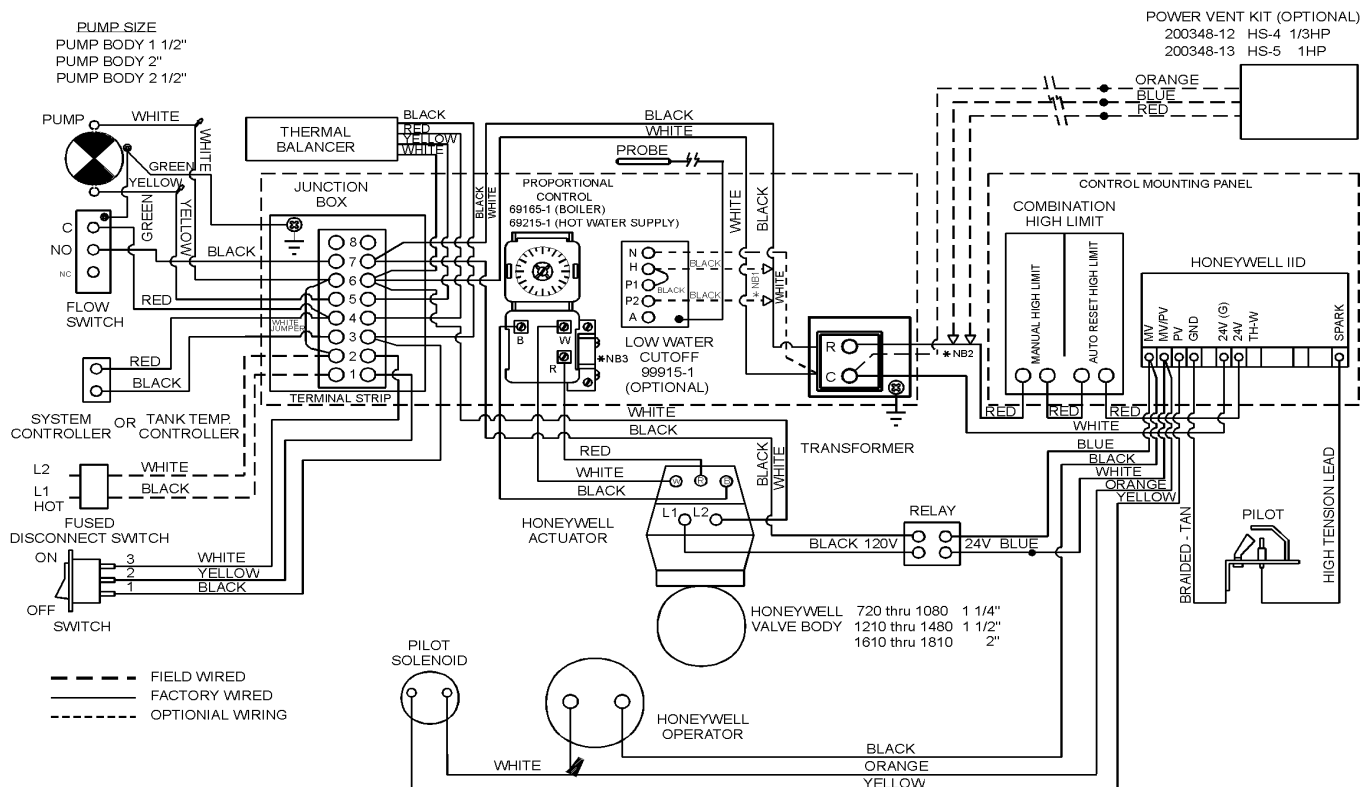 PUMP SIZE
PUMP BODY 1 1/2"
PUMP BODY 2"
PUMP BODY 2 1/2"
POWER VENT KIT (OPTIONAL)
200348-12 HS-4 1/3HP
200348-13 HS-5 1HP
ORANGE
BLUE
RED
PUMP
WHITE
WHITE
GREEN
YELLOW
GREEN
YELLOW
C
NO
NC
FLOW
SWITCH
BLACK
RED
THERMAL
BALANCER
BLACK
RED
YELLOW
WHITE
BLACK
WHITE
PROBE
JUNCTION
BOX
8
7
6
5
4
3
2
1
WHITE
JUMPER
TERMINAL STRIP
BLACK
WHITE
PROPORTIONAL
CONTROL
69165-1 (BOILER)
69215-1 (HOT WATER SUPPLY)
B
W
R
*NB3
N
H
P1
P2
A
BLACK
BLACK
BLACK
* NB1
WHITE
LOW WATER
CUTOFF
99915-1
(OPTIONAL)
WHITE
BLACK
R
C
TRANSFORMER
* NB2
CONTROL MOUNTING PANEL
COMBINATION
HIGH LIMIT
MANUAL HIGH LIMIT
AUTO RESET HIGH LIMIT
HONEYWELL IID
MV
MV/PV
PV
GND
24V (G)
24V
TH-W
SPARK
RED
RED
RED
WHITE
BLUE
BLACK
WHITE
ORANGE
YELLOW
RED
BLACK
SYSTEM
CONTROLLER
OR
TANK TEMP.
CONTROLLER
L2
L1
HOT
WHITE
BLACK
FUSED
DISCONNECT SWITCH
ON
OFF
3
2
1
WHITE
YELLOW
BLACK
SWITCH
WHITE
BLACK
RED
WHITE
BLACK
BLACK
WHITE
W
R
B
L1
L2
HONEYWELL
ACTUATOR
RELAY
BLACK 120V
24V BLUE
BRAIDED - TAN
PILOT
HIGH TENSION LEAD
HONEYWELL
VALVE BODY
720 thru 1080 1 1/4"
1210 thru 1480 1 1/2"
1610 thru 1810 2"
PILOT
SOLENOID
HONEYWELL
OPERATOR
FIELD WIRED
FACTORY WIRED
OPTIONIAL WIRING
WHITE
BLACK
ORANGE
YELLOW